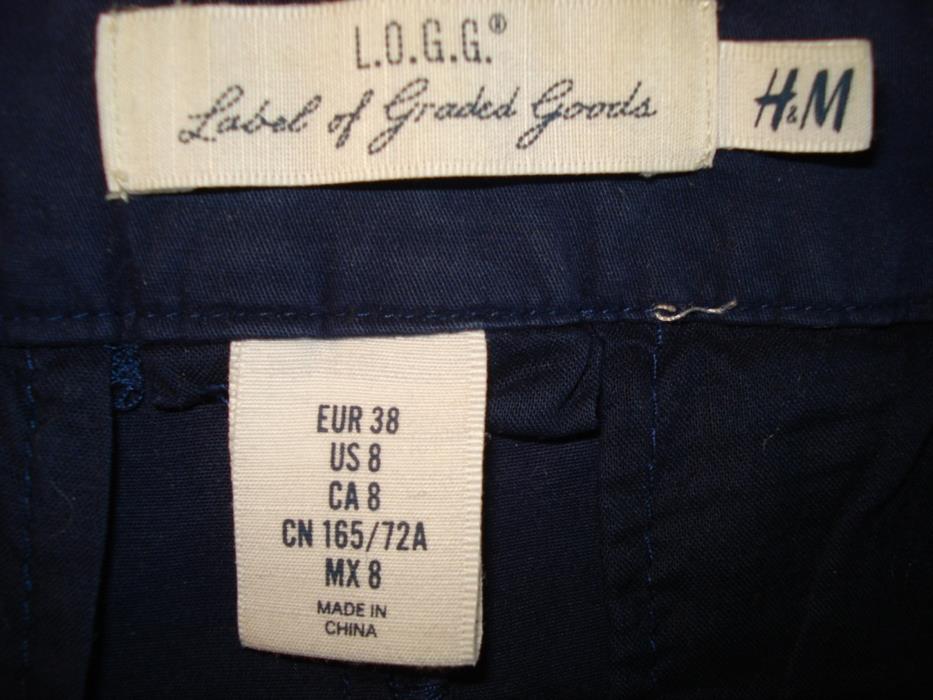 L.O.G.G.®
Label of Graded Goods
H&M
EUR 38
US 8
CA 8
CN 165/72A
MX 8
MADE IN
CHINA